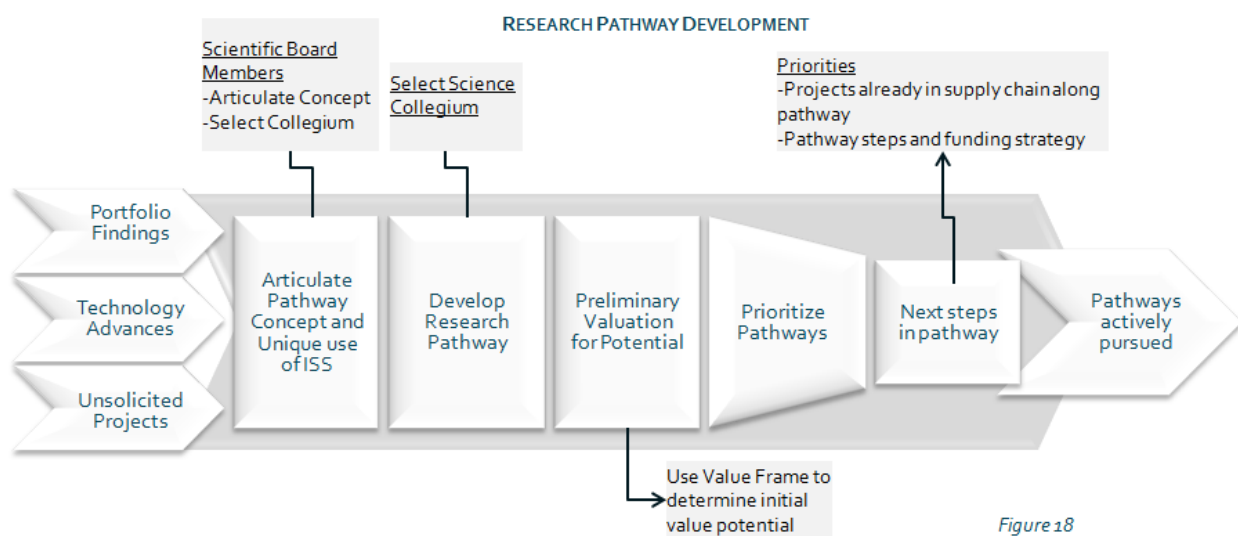 RESEARCH PATHWAY DEVELOPMENT
Scientific Board
Members
-Articulate Concept
-Select Collegium
Select Science
Collegium
Priorities
-Projects already in supply chain along
pathway
-Pathway steps and funding strategy
Portfolio
Findings
Technology
Advances
Unsolicited
Projects
Articulate
Pathway
Concept and
Unique use
of ISS
Develop
Research
Pathway
Preliminary
Valuation
for Potential
Prioritize
Pathways
Next steps
in pathway
Pathways
actively
pursued
Use Value Frame to
determine initial
value potential
Figure 18